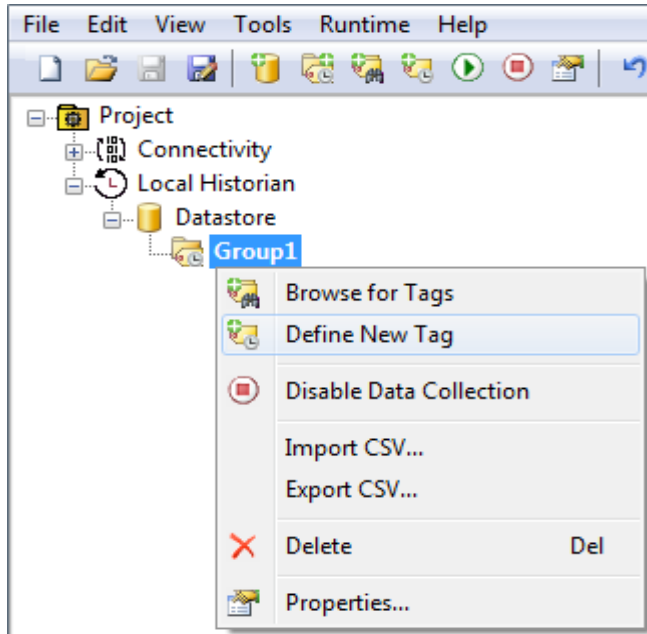 File Edit View Tools Runtime Help
Project
Connectivity
Local Historian
Datastore
Group1
Browse for Tags
Define New Tag
Disable Data Collection
Import CSV...
Export CSV...
Delete Del
Properties...